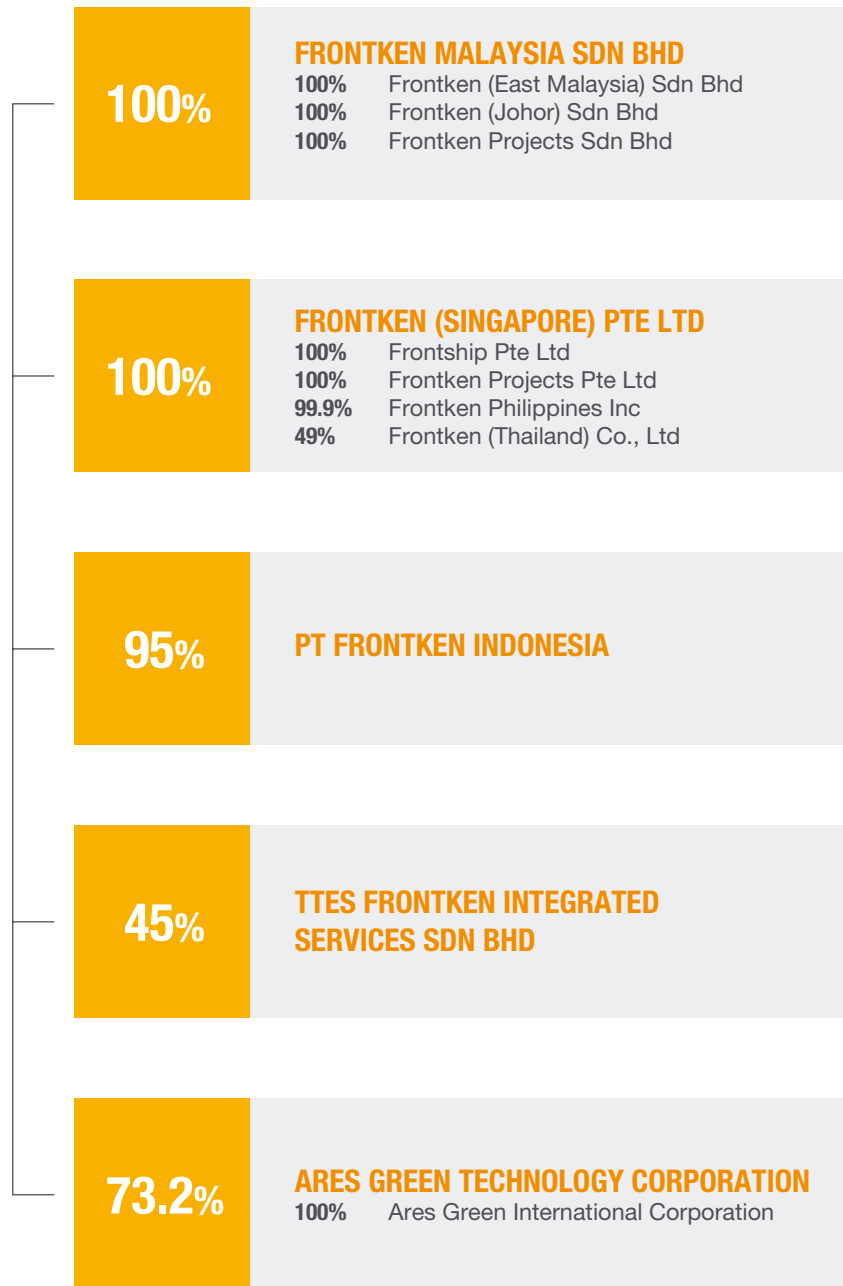 100%
FRONTKEN MALAYSIA SDN BHD
100% Frontken (East Malaysia) Sdn Bhd
100% Frontken (Johor) Sdn Bhd
100% Frontken Projects Sdn Bhd
100%
FRONTKEN (SINGAPORE) PTE LTD
100% Frontship Pte Ltd
100% Frontken Projects Pte Ltd
99.9% Frontken Philippines Inc
49% Frontken (Thailand) Co., Ltd
95%
PT FRONTKEN INDONESIA
45%
TTES FRONTKEN INTEGRATED
SERVICES SDN BHD
73.2%
ARES GREEN TECHNOLOGY CORPORATION
100% Ares Green International Corporation